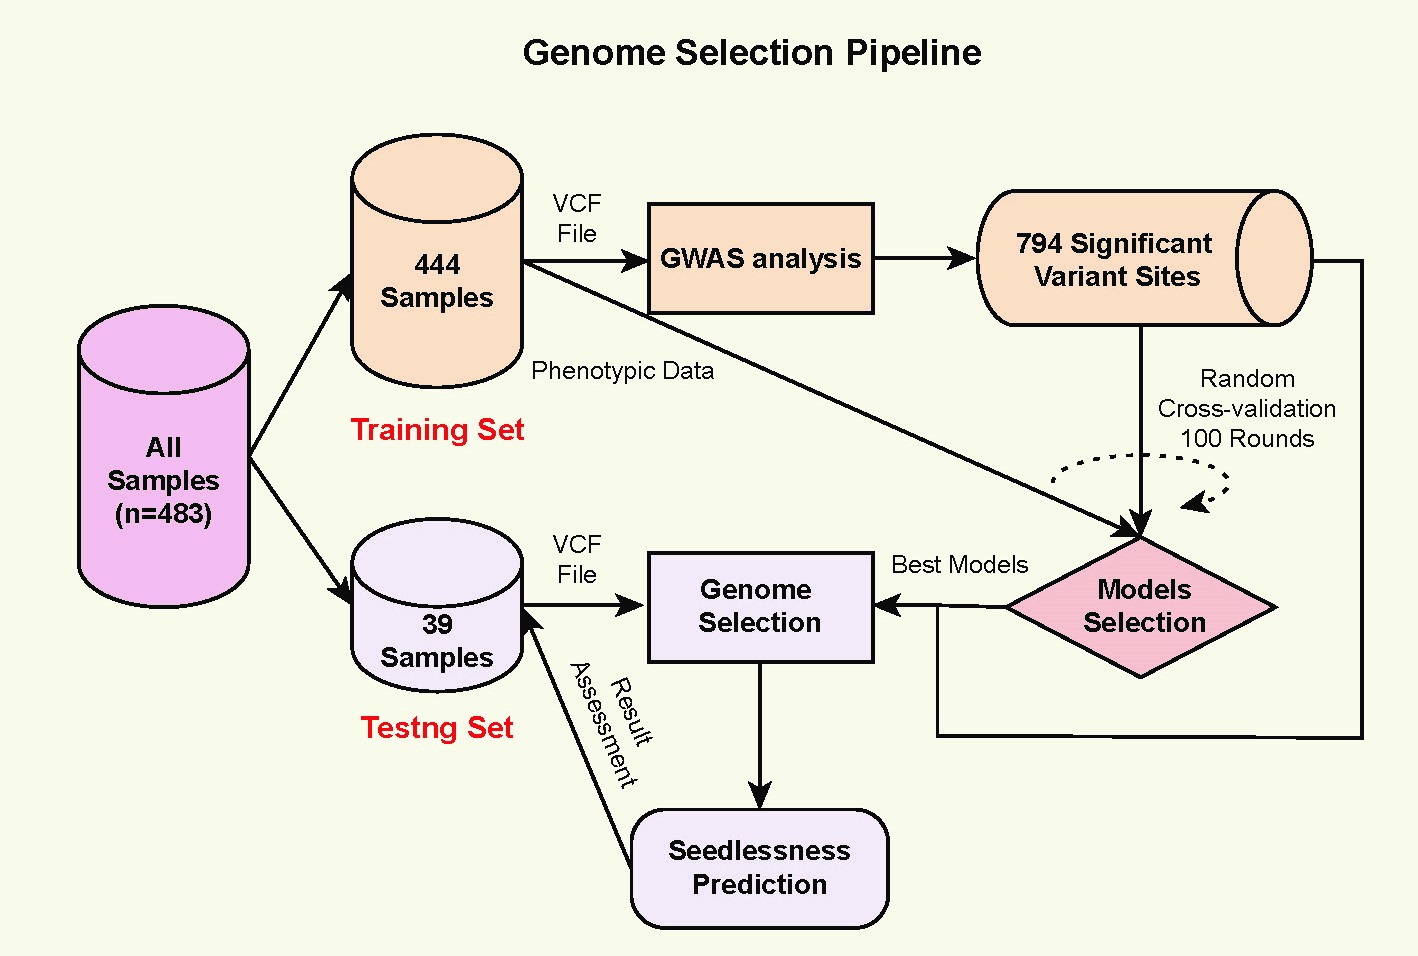 Genome Selection Pipeline
All
Samples
(n=483)
444
Samples
Training Set
VCF
File
GWAS analysis
794 Significant
Variant Sites
Phenotypic Data
Random
Cross-validation
100 Rounds
39
Samples
Testng Set
VCF
File
Genome
Selection
Best Models
Models
Selection
Result
Assessment
Seedlessness
Prediction